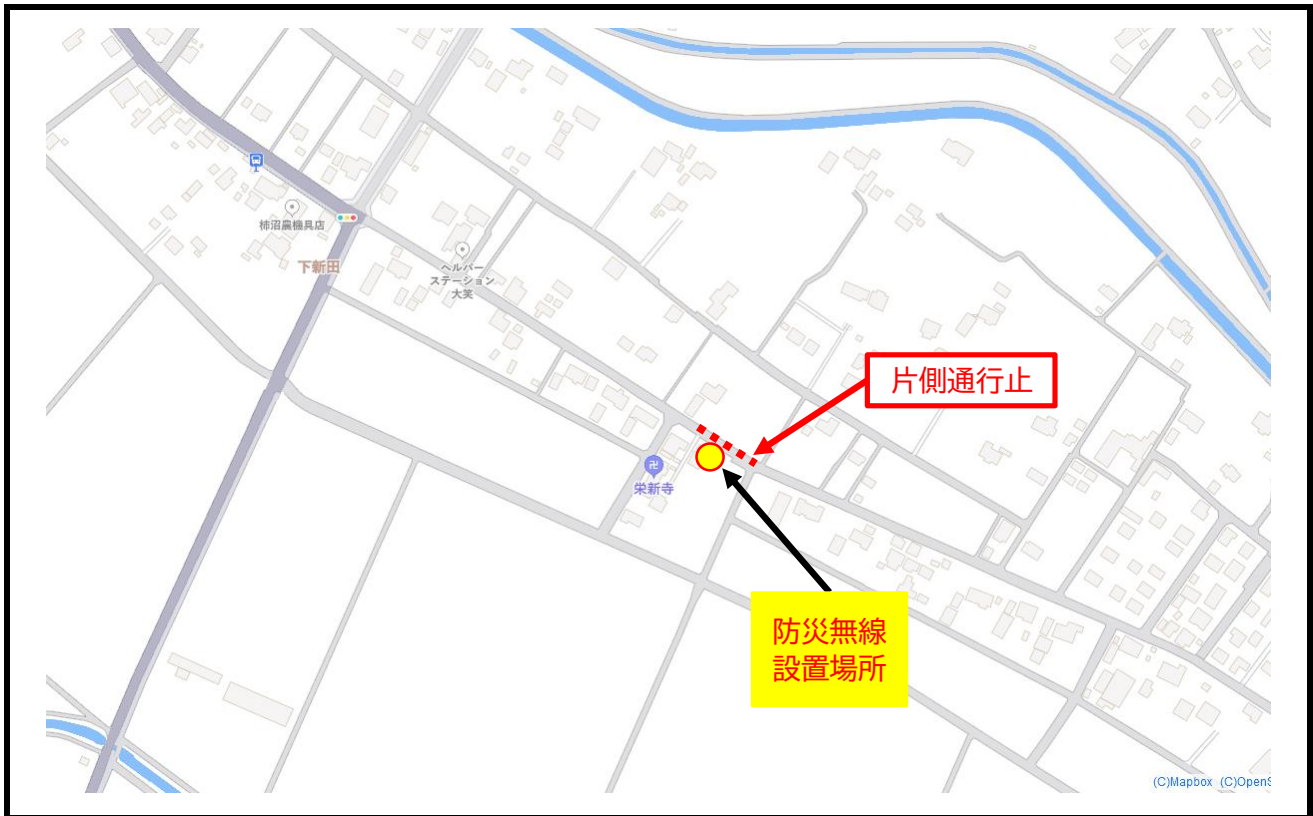 柿沼農機具店
下新田
ヘルパー
ステーション
大笑
片側通行止
卍
栄新寺
防災無線
設置場所
(C)Mapbox (C)OpenS